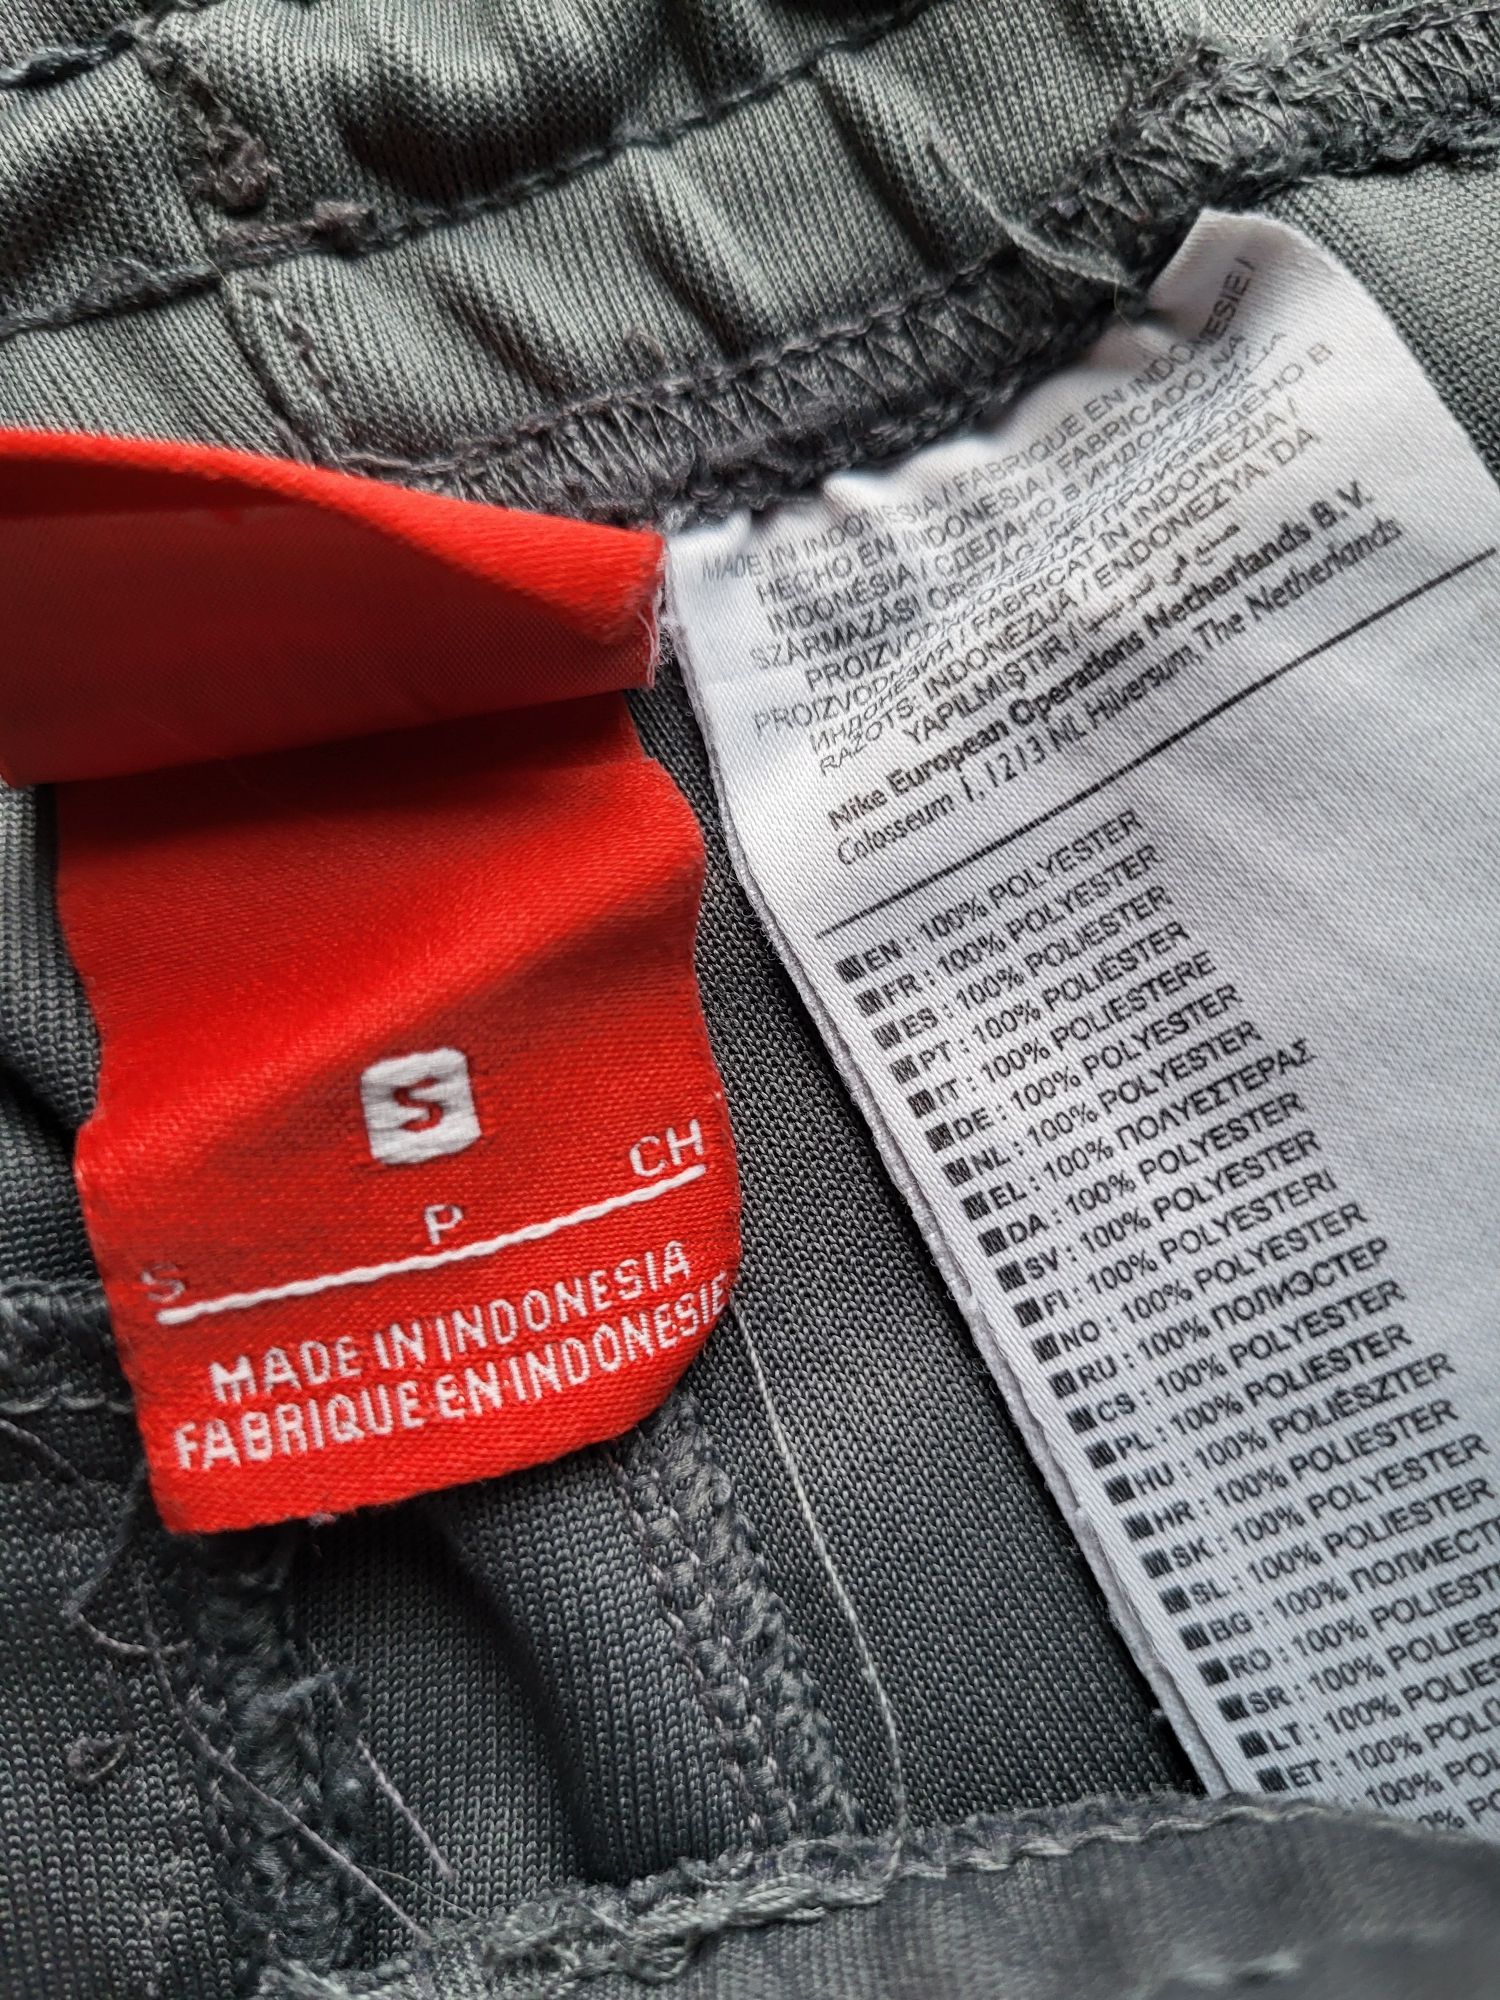 S
S P CH
MADE IN INDONESIA
FABRIQUE EN INDONESIE
MADE IN INDONESIA / FABRIQUE EN INDONESIE /
HECHO EN INDONESIA / FABRICADO NA
INDONÉSIA / СДЕЛАНО в ИНДОНЕЗИИ
SZÁRMAZÁSI ORSZÁG:
PROIZVODNJA / ПРОИЗВЕДЕНО В
ИНДОНЕЗИЯ / FABRICAT IN INDONEZIA /
RAŽOTS: INDONĒZIJĀ / ENDONEZYA 'DA
YAPILMIŞTIR /
Nike European Operations Netherlands B.V.
Colosseum 1, 1213 NL Hilversum, The Netherlands
EN : 100% POLYESTER
FR : 100% POLYESTER
ES : 100% POLIÉSTER
PT : 100% POLIÉSTER
IT : 100% POLIESTERE
DE : 100% POLYESTER
NL : 100% POLYESTER
EL : 100% ΠΟΛΥΕΣΤΕΡΑΣ
DA : 100% POLYESTER
SV : 100% POLYESTER
FI : 100% POLYESTERI
NO : 100% POLYESTER
RU : 100% ПОЛИЭСТЕР
CS : 100% POLYESTER
PL : 100% POLIESTER
HU : 100% POLIÉSZTER
HR : 100% POLIESTER
SK : 100% POLYESTER
SL : 100% POLIESTER
BG : 100% ПОЛИЕСТ
RO : 100% POLIESTE
SR : 100% POLIEST
LT : 100% POLIES
ET : 100% POLÜ
100% POL